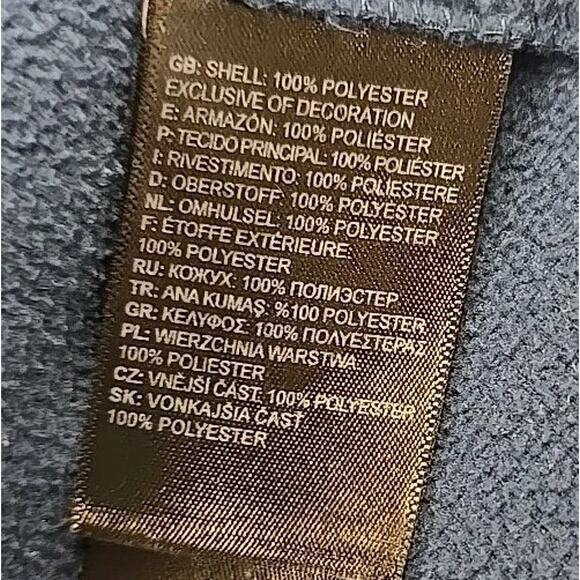 GB: SHELL: 100% POLYESTER
EXCLUSIVE OF DECORATION
E: ARMAZÓN: 100% POLIÉSTER
P: TECIDO PRINCIPAL: 100% POLIÉSTER
I: RIVESTIMENTO: 100% POLIESTERE
D: OBERSTOFF: 100% POLYESTER
NL: OMHULSEL: 100% POLYESTER
F: ÉTOFFE EXTÉRIEURE:
100% POLYESTER
RU: КОЖУХ: 100% ПОЛИЭСТЕР
TR: ANA KUMAŞ: %100 POLYESTER
GR: ΚΕΛΥΦΟΣ: 100% ΠΟΛΥΕΣΤΕΡΑΣ
PL: WIERZCHNIA WARSTWA:
100% POLIESTER
CZ: VNĚJŠÍ ČÁST: 100% POLYESTER
SK: VONKAJŠIA ČASŤ:
100% POLYESTER